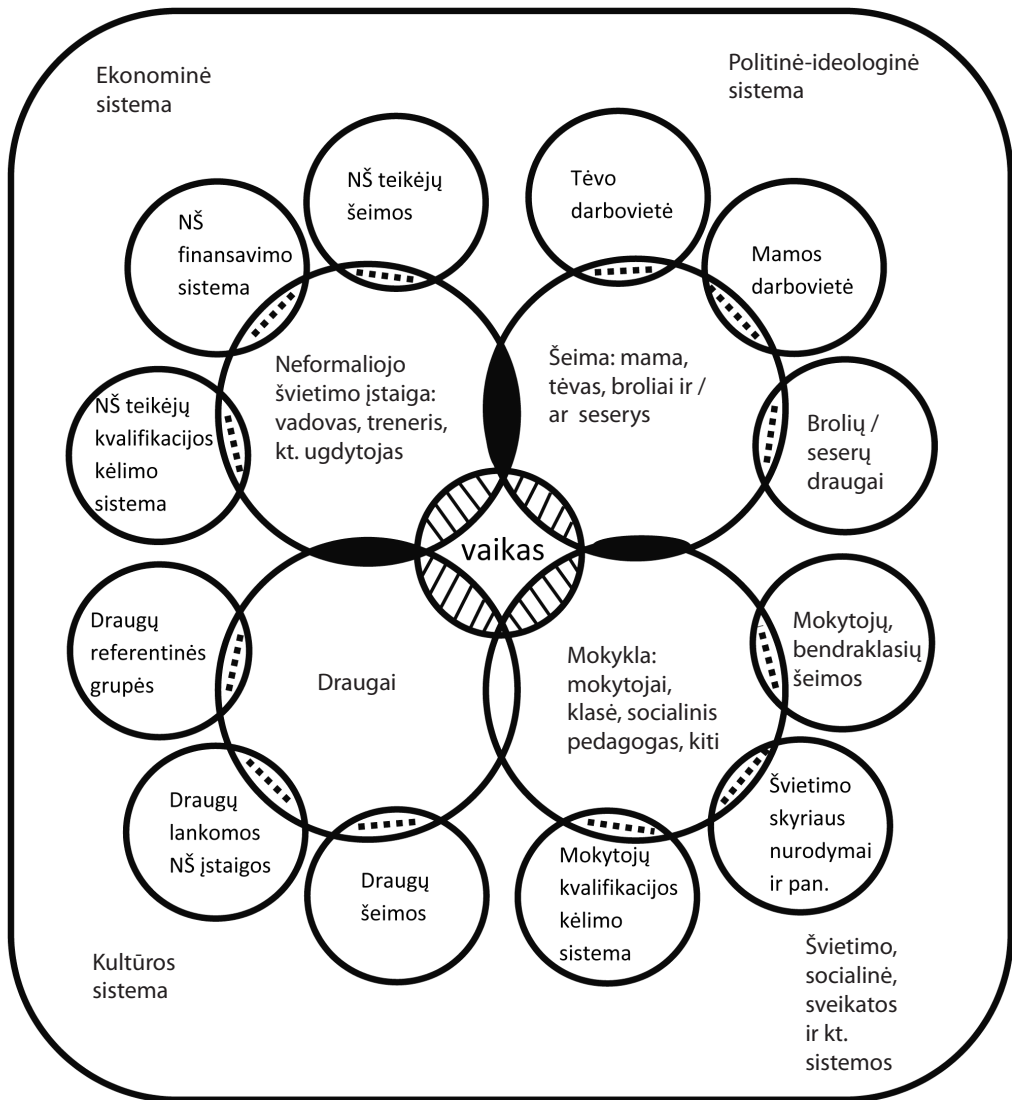 Ekonominė
sistema
Politinė-ideologinė
sistema
NŠ teikėjų
šeimos
Tėvo
darbovietė
NŠ
finansavimo
sistema
Mamos
darbovietė
Neformaliojo
švietimo įstaiga:
vadovas, treneris,
kt. ugdytojas
Šeima: mama,
tėvas, broliai ir /
ar seserys
NŠ teikėjų
kvalifikacijos
kėlimo
sistema
Brolių /
seserų
draugai
vaikas
Draugų
referentinės
grupės
Draugai
Mokykla:
mokytojai,
klasė, socialinis
pedagogas, kiti
Mokytojų,
bendraklasių
šeimos
Draugų
lankomos
NŠ įstaigos
Draugų
šeimos
Mokytojų
kvalifikacijos
kėlimo
sistema
Švietimo
skyriaus
nurodymai
ir pan.
Kultūros
sistema
Švietimo,
socialinė,
sveikatos
ir kt.
sistemos